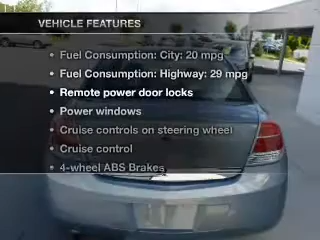 VEHICLE FEATURES
• Fuel Consumption: City: 20 mpg
• Fuel Consumption: Highway: 29 mpg
• Remote power door locks
• Power windows
• Cruise controls on steering wheel
• Cruise control
• 4-wheel ABS Brakes